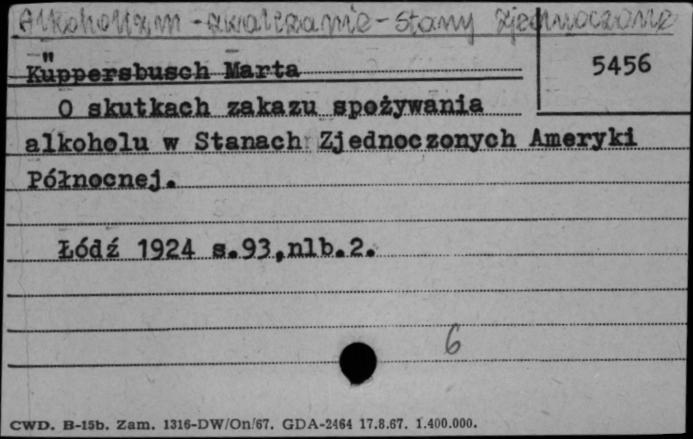 Alkoholizm - zwalczanie - Stany Zjednoczone
Küppersbusch Marta
5456
O skutkach zakazu spożywania
alkoholu w Stanach Zjednoczonych Ameryki
Północnej.
Łódź 1924 s.93,nlb.2.
6
CWD. B-15b. Zam. 1316-DW/On/67. GDA-2464 17.8.67. 1.400.000.